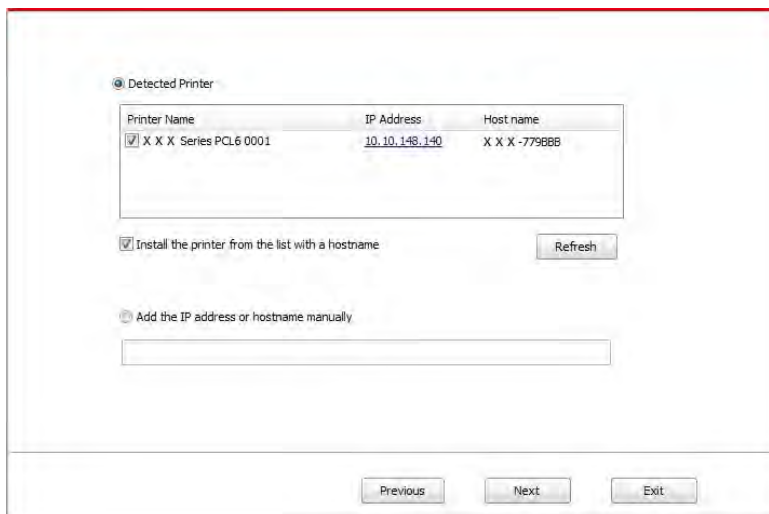 Detected Printer
Printer Name IP Address Host name
X X X Series PCL6 0001 10.10.148.140 X X X -779BBB
Install the printer from the list with a hostname Refresh
Add the IP address or hostname manually
Previous Next Exit